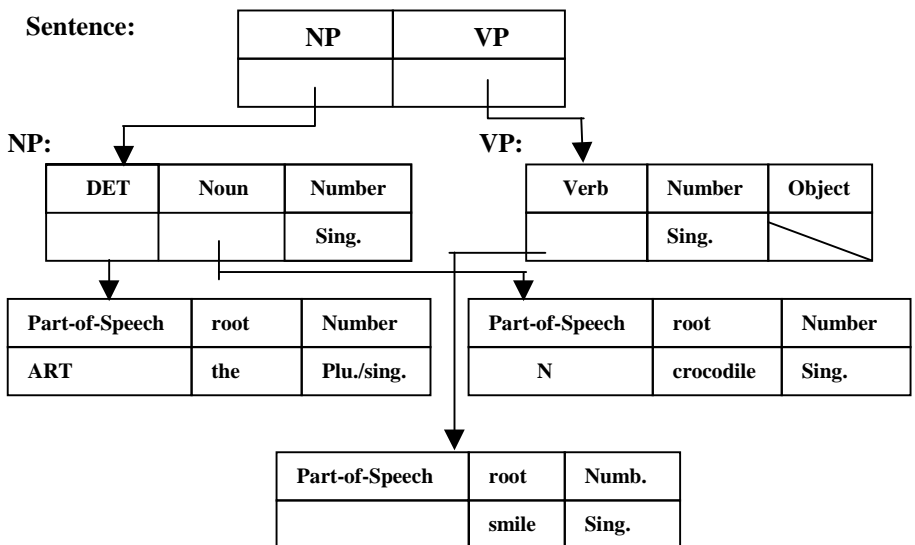 Sentence:
NP VP
NP: VP:
DET Noun Number
Sing.
Verb Number Object
Sing.
Part-of-Speech root Number
ART the Plu./sing.
Part-of-Speech root Number
N crocodile Sing.
Part-of-Speech root Numb.
smile Sing.